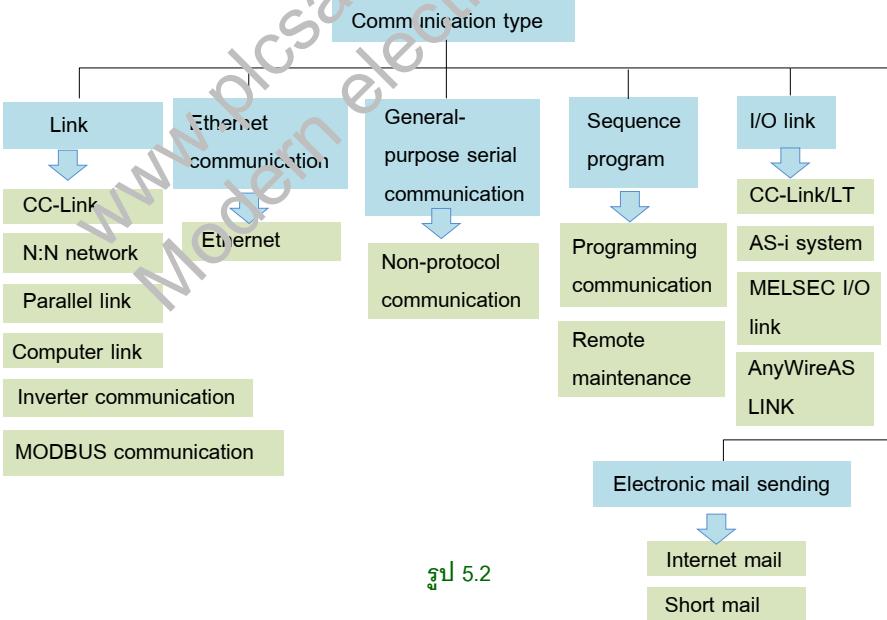 Communication type
Link
Ethernet
communication
General-
purpose serial
communication
Sequence
program
I/O link
CC-Link
N:N network
Parallel link
Computer link
Inverter communication
MODBUS communication
Ethernet
Non-protocol
communication
Programming
communication
Remote
maintenance
CC-Link/LT
AS-i system
MELSEC I/O
link
AnyWireAS
LINK
Electronic mail sending
Internet mail
Short mail
รูป 5.2
Modern